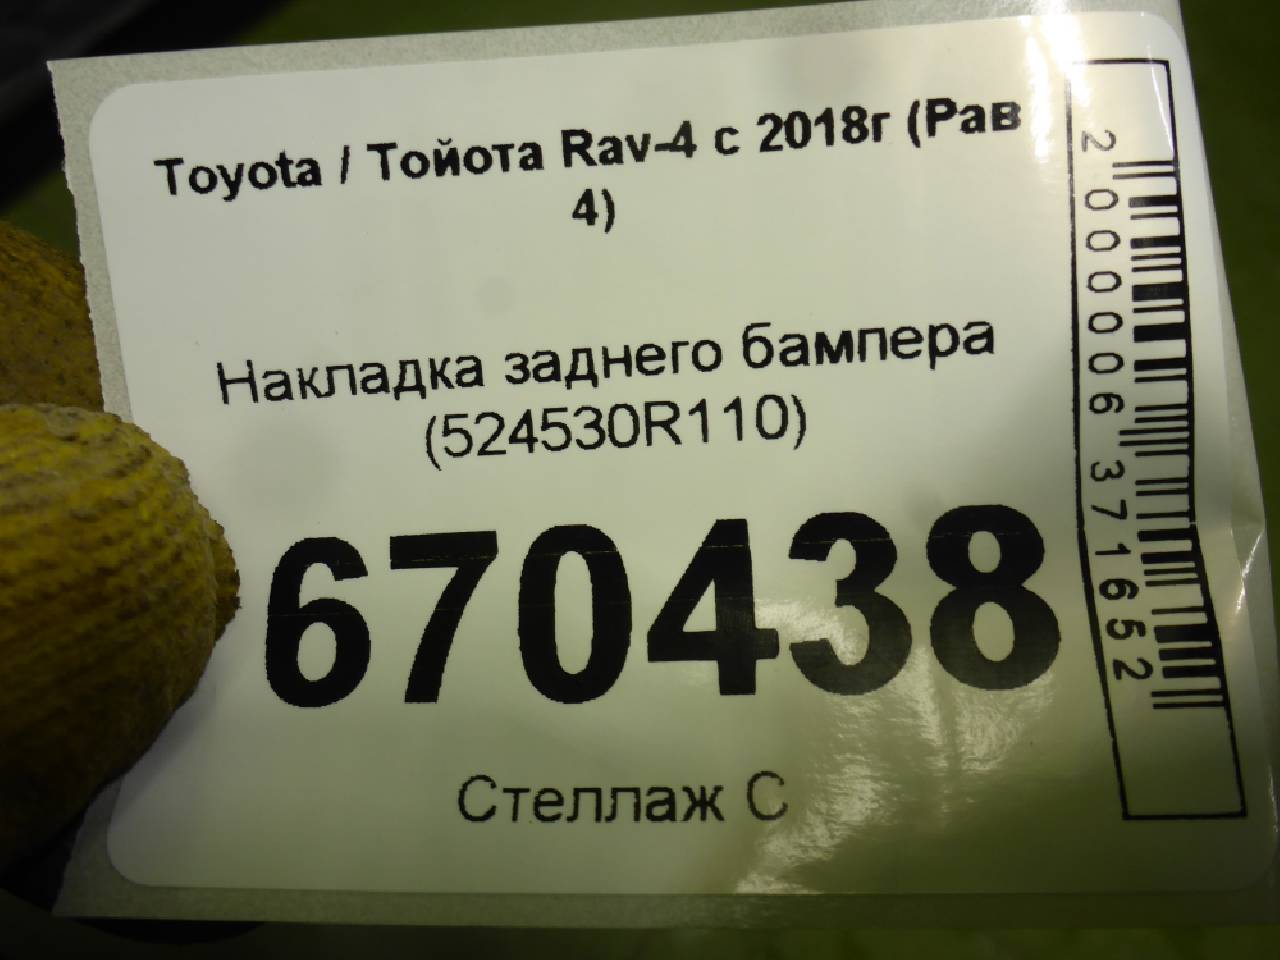 Toyota / Тойота Rav-4 с 2018г (Рав
4)
Накладка заднего бампера
(524530R110)
670438
Стеллаж С
2000006371652